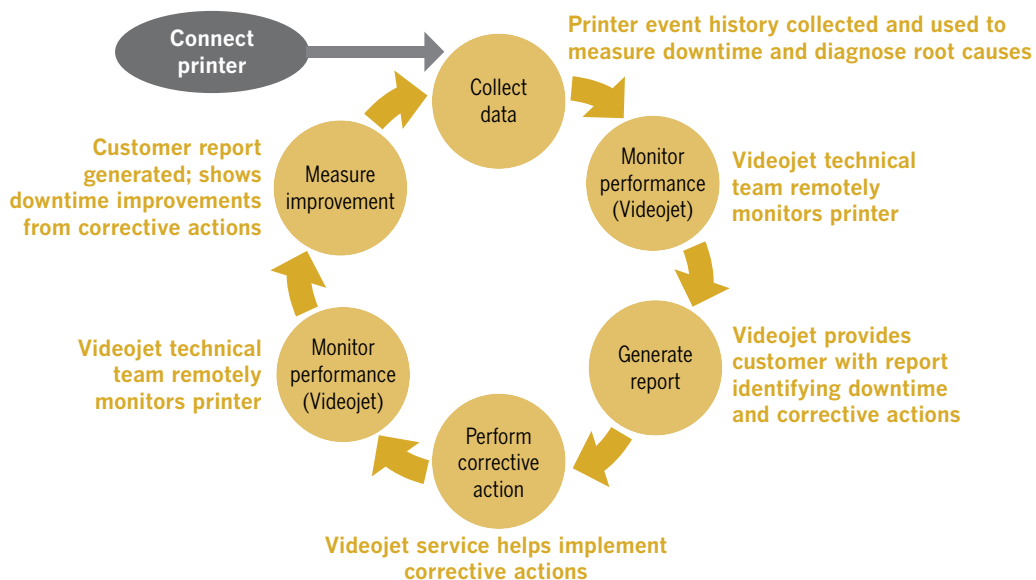 Connect
printer
Collect
data
Printer event history collected and used to
measure downtime and diagnose root causes
Monitor
performance
(Videojet)
Videojet technical
team remotely
monitors printer
Generate
report
Videojet provides
customer with report
identifying downtime
and corrective actions
Perform
corrective
action
Videojet service helps implement
corrective actions
Monitor
performance
(Videojet)
Videojet technical
team remotely
monitors printer
Measure
improvement
Customer report
generated; shows
downtime improvements
from corrective actions